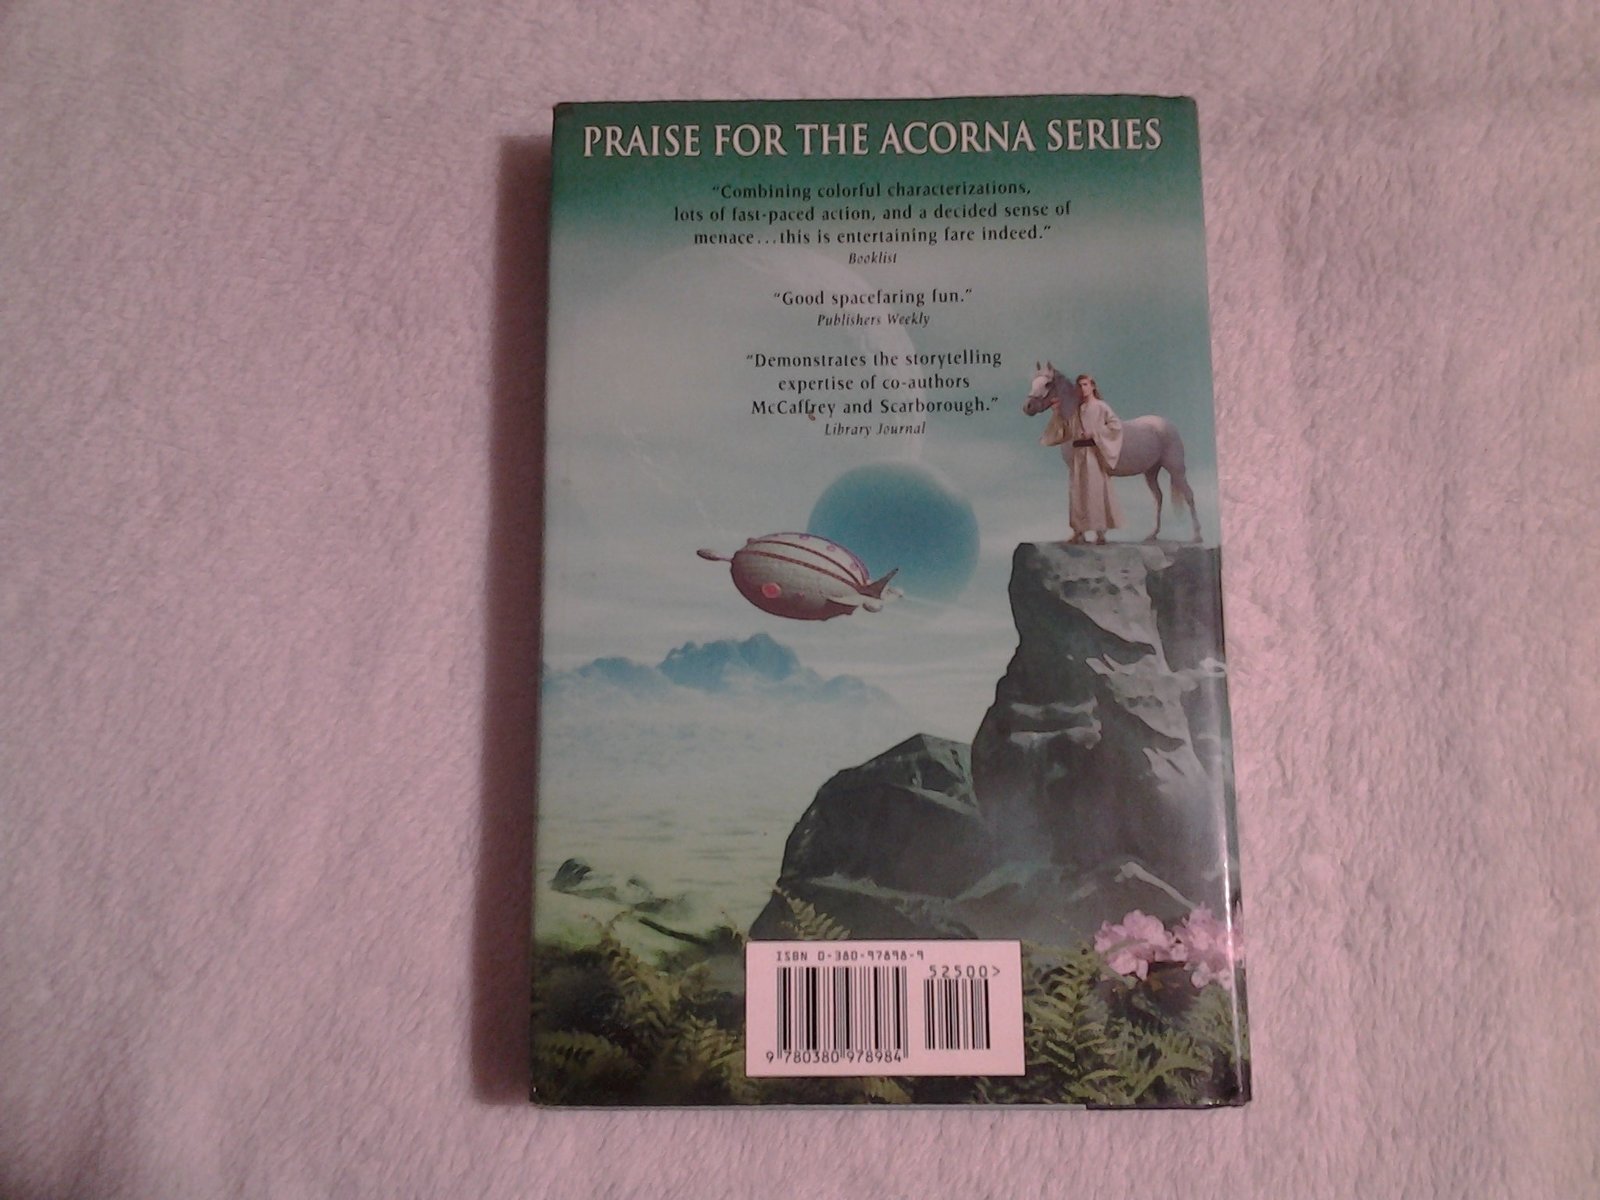 PRAISE FOR THE ACORNA SERIES
“Combining colorful characterizations,
lots of fast-paced action, and a decided sense of
menace...this is entertaining fare indeed.”
Booklist
“Good spacefaring fun.”
Publishers Weekly
“Demonstrates the storytelling
expertise of co-authors
McCaffrey and Scarborough.”
Library Journal
ISBN 0-380-97898-9
52500>
9 780380 978984